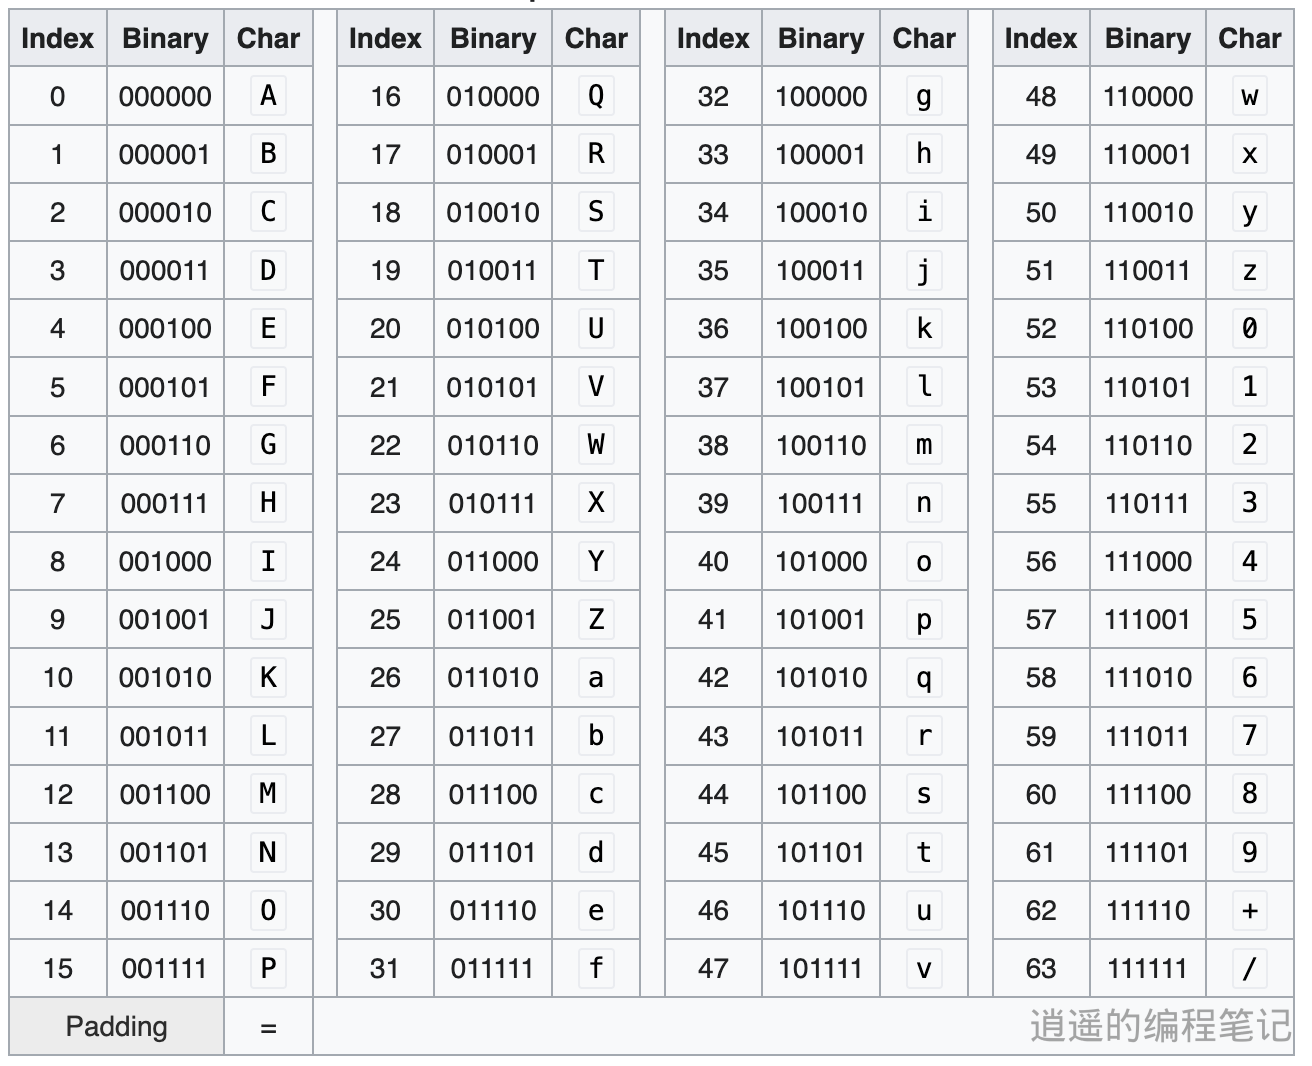 Index Binary Char Index Binary Char Index Binary Char Index Binary Char
0 000000 A 16 010000 Q 32 100000 g 48 110000 w
1 000001 B 17 010001 R 33 100001 h 49 110001 x
2 000010 C 18 010010 S 34 100010 i 50 110010 y
3 000011 D 19 010011 T 35 100011 j 51 110011 z
4 000100 E 20 010100 U 36 100100 k 52 110100 0
5 000101 F 21 010101 V 37 100101 l 53 110101 1
6 000110 G 22 010110 W 38 100110 m 54 110110 2
7 000111 H 23 010111 X 39 100111 n 55 110111 3
8 001000 I 24 011000 Y 40 101000 o 56 111000 4
9 001001 J 25 011001 Z 41 101001 p 57 111001 5
10 001010 K 26 011010 a 42 101010 q 58 111010 6
11 001011 L 27 011011 b 43 101011 r 59 111011 7
12 001100 M 28 011100 c 44 101100 s 60 111100 8
13 001101 N 29 011101 d 45 101101 t 61 111101 9
14 001110 O 30 011110 e 46 101110 u 62 111110 +
15 001111 P 31 011111 f 47 101111 v 63 111111 /
Padding =
逍遥的编程笔记